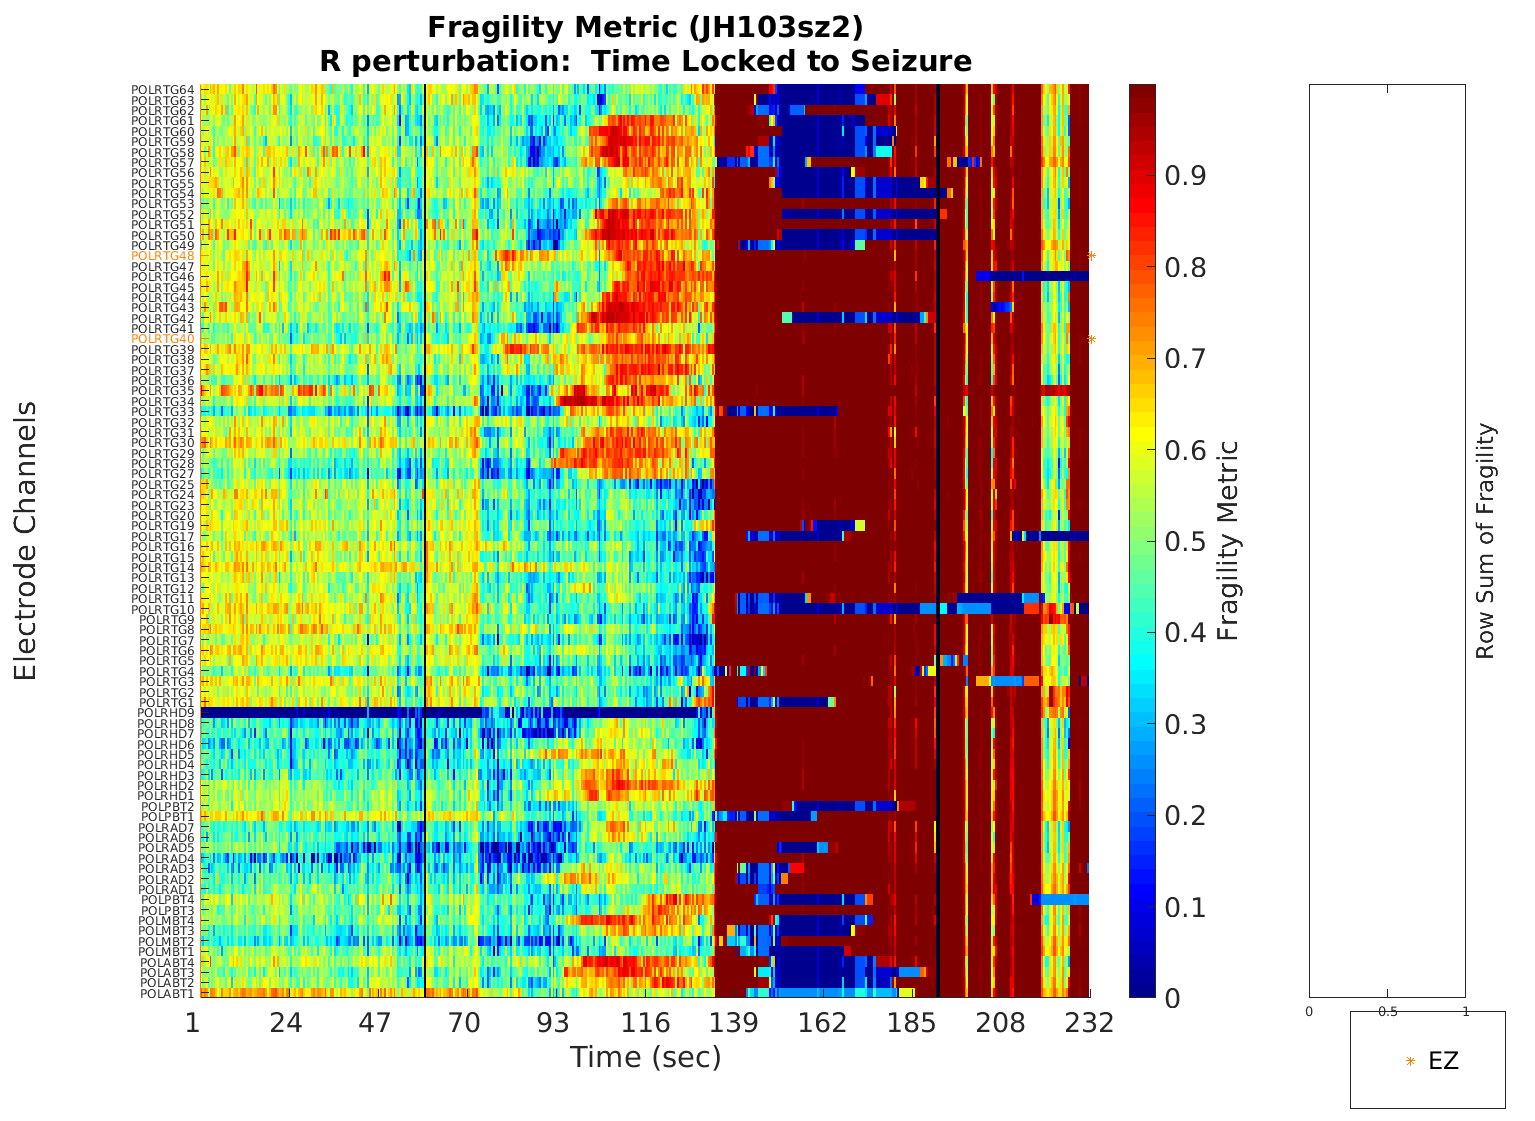 Fragility Metric (JH103sz2)
R perturbation:  Time Locked to Seizure
Electrode Channels
POLRTG64
POLRTG63
POLRTG62
POLRTG61
POLRTG60
POLRTG59
POLRTG58
POLRTG57
POLRTG56
POLRTG55
POLRTG54
POLRTG53
POLRTG52
POLRTG51
POLRTG50
POLRTG49
POLRTG48
POLRTG47
POLRTG46
POLRTG45
POLRTG44
POLRTG43
POLRTG42
POLRTG41
POLRTG40
POLRTG39
POLRTG38
POLRTG37
POLRTG36
POLRTG35
POLRTG34
POLRTG33
POLRTG32
POLRTG31
POLRTG30
POLRTG29
POLRTG28
POLRTG27
POLRTG25
POLRTG24
POLRTG23
POLRTG20
POLRTG19
POLRTG17
POLRTG16
POLRTG15
POLRTG14
POLRTG13
POLRTG12
POLRTG11
POLRTG10
POLRTG9
POLRTG8
POLRTG7
POLRTG6
POLRTG5
POLRTG4
POLRTG3
POLRTG2
POLRTG1
POLRHD9
POLRHD8
POLRHD7
POLRHD6
POLRHD5
POLRHD4
POLRHD3
POLRHD2
POLRHD1
POLPBT2
POLPBT1
POLRAD7
POLRAD6
POLRAD5
POLRAD4
POLRAD3
POLRAD2
POLRAD1
POLPBT4
POLPBT3
POLMBT4
POLMBT3
POLMBT2
POLMBT1
POLABT4
POLABT3
POLABT2
POLABT1
1 24 47 70 93 116 139 162 185 208 232
Time (sec)
0.9
0.8
0.7
0.6
0.5
0.4
0.3
0.2
0.1
0
Fragility Metric
0 0.5 1
Row Sum of Fragility
EZ